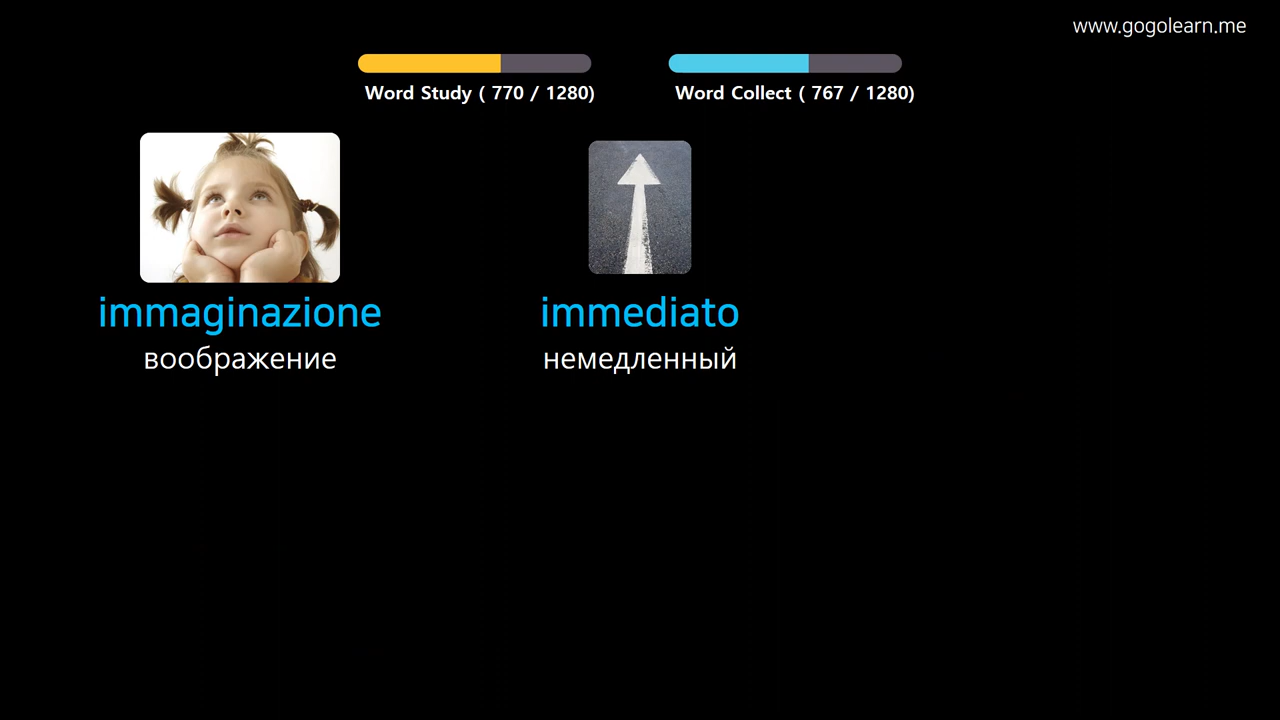 www.gogolearn.me
Word Study ( 770 / 1280)
Word Collect ( 767 / 1280)
immaginazione
воображение
immediato
немедленный